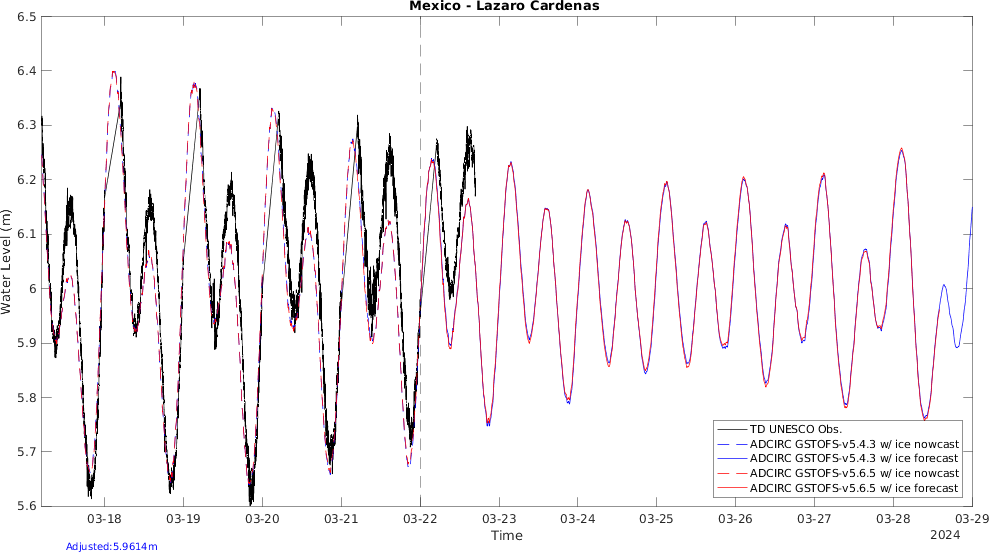 Mexico - Lazaro Cardenas
6.5
6.4
6.3
6.2
6.1
6
5.9
5.8
5.7
5.6
Water Level (m)
03-18 03-19 03-20 03-21 03-22 03-23 03-24 03-25 03-26 03-27 03-28 03-29
Time
2024
TD UNESCO Obs.
ADCIRC GSTOFS-v5.4.3 w/ ice nowcast
ADCIRC GSTOFS-v5.4.3 w/ ice forecast
ADCIRC GSTOFS-v5.6.5 w/ ice nowcast
ADCIRC GSTOFS-v5.6.5 w/ ice forecast
Adjusted:5.9614m